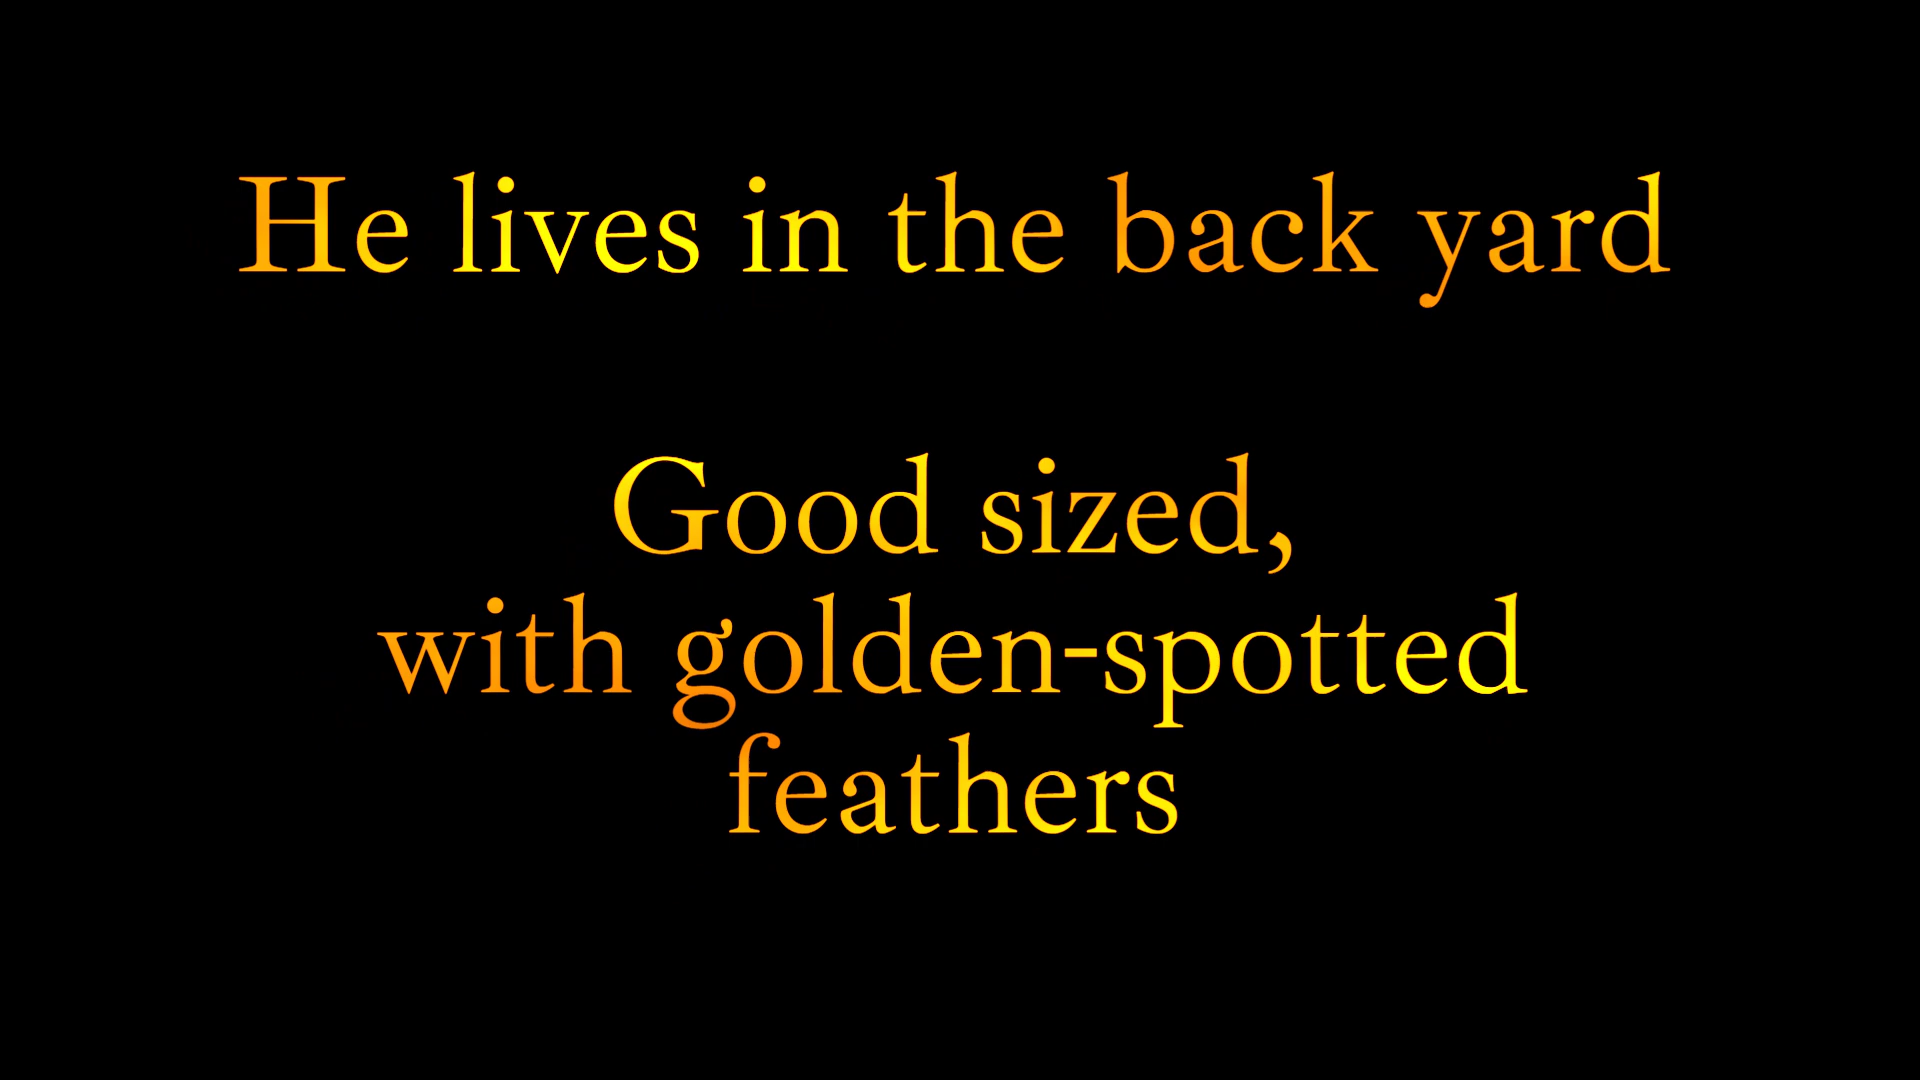 He lives in the back yard
Good sized,
with golden-spotted
feathers